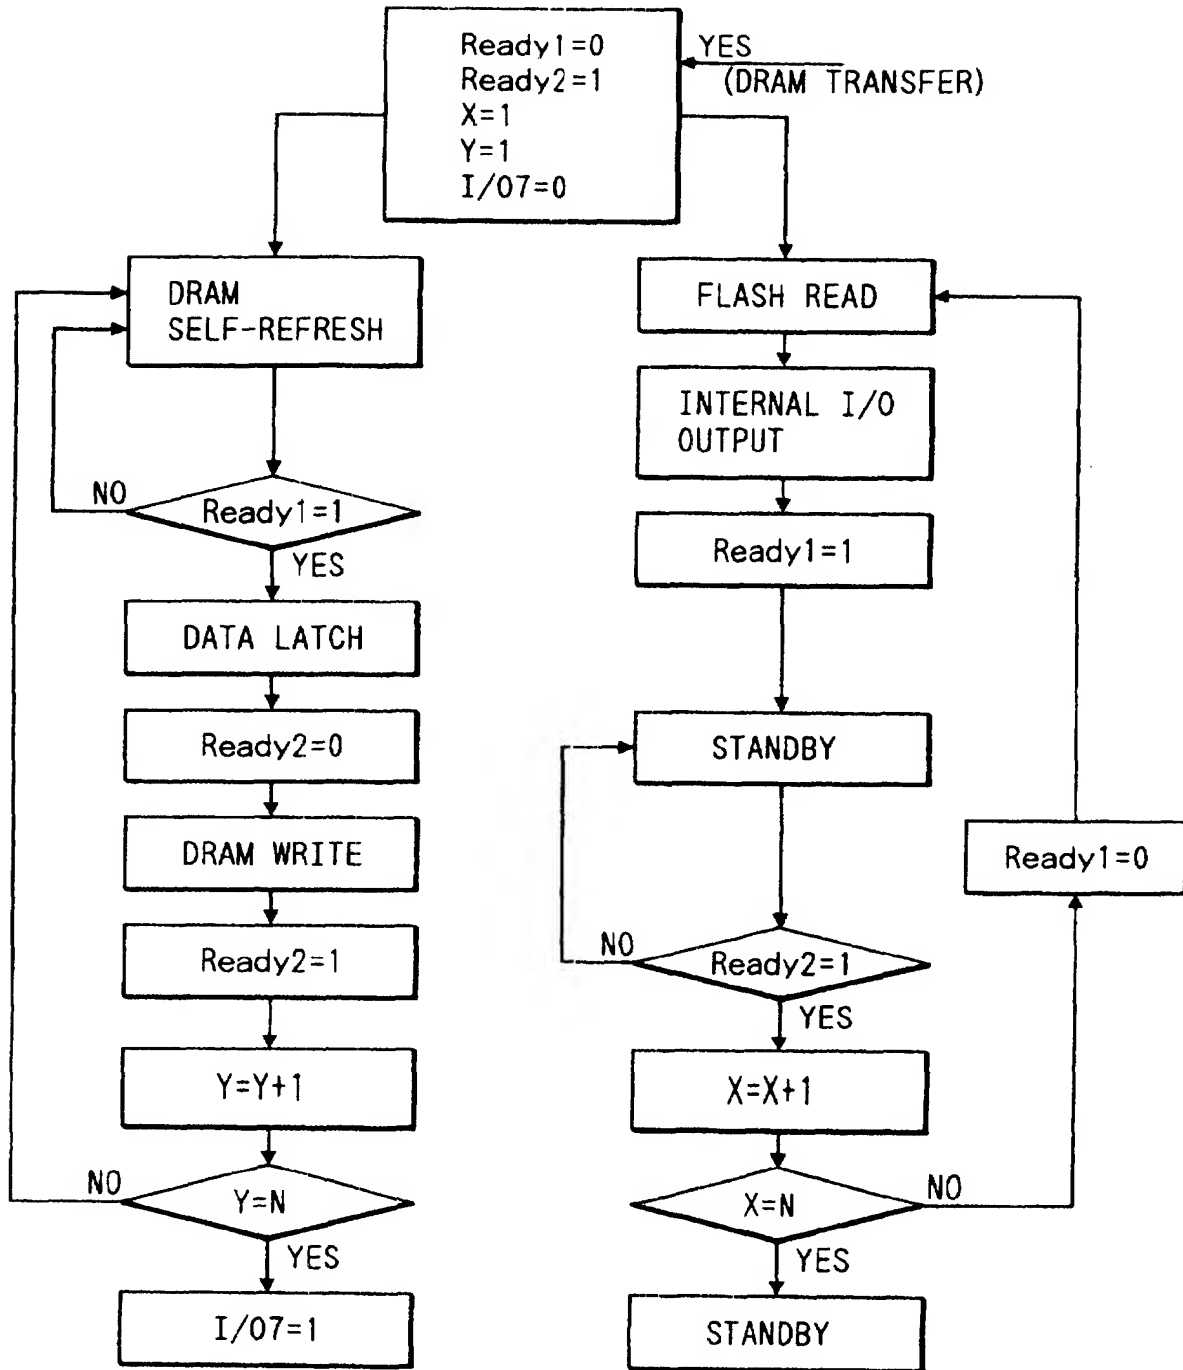 Ready1=0
Ready2=1
X=1
Y=1
I/O7=0
YES
(DRAM TRANSFER)
DRAM
SELF-REFRESH
NO
Ready1=1
YES
DATA LATCH
Ready2=0
DRAM WRITE
Ready2=1
Y=Y+1
NO
Y=N
YES
I/O7=1
FLASH READ
INTERNAL I/O
OUTPUT
Ready1=1
STANDBY
NO
Ready2=1
YES
X=X+1
X=N
NO
YES
STANDBY
Ready1=0